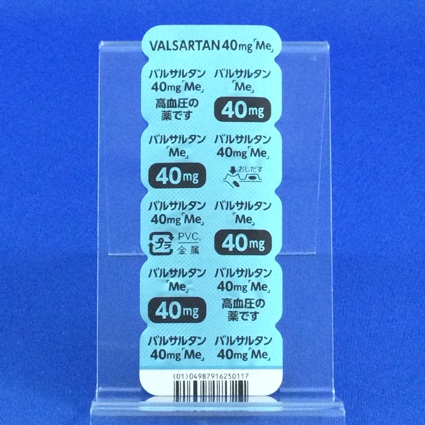 VALSARTAN 40mg「Me」
バルサルタン バルサルタン
40mg「Me」 「Me」
高血圧の
薬です 40mg
バルサルタン バルサルタン
「Me」 40mg「Me」
40mg おしだす
バルサルタン バルサルタン
40mg「Me」 「Me」
プラ PVC,
金属 40mg
バルサルタン バルサルタン
「Me」 40mg「Me」
40mg 高血圧の
薬です
バルサルタン バルサルタン
40mg「Me」 40mg「Me」
(01)04987916250117